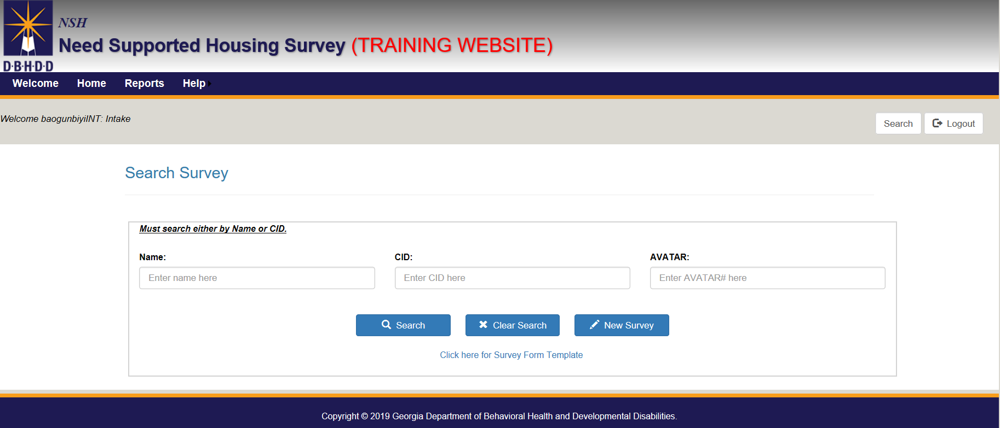 NSH
Need Supported Housing Survey (TRAINING WEBSITE)
D·B·H·D·D
Welcome Home Reports Help
Welcome baogunbiyiINT: Intake
Search Logout
Search Survey
Must search either by Name or CID.
Name: CID: AVATAR:
Enter name here Enter CID here Enter AVATAR# here
Search Clear Search New Survey
Click here for Survey Form Template
Copyright © 2019 Georgia Department of Behavioral Health and Developmental Disabilities.